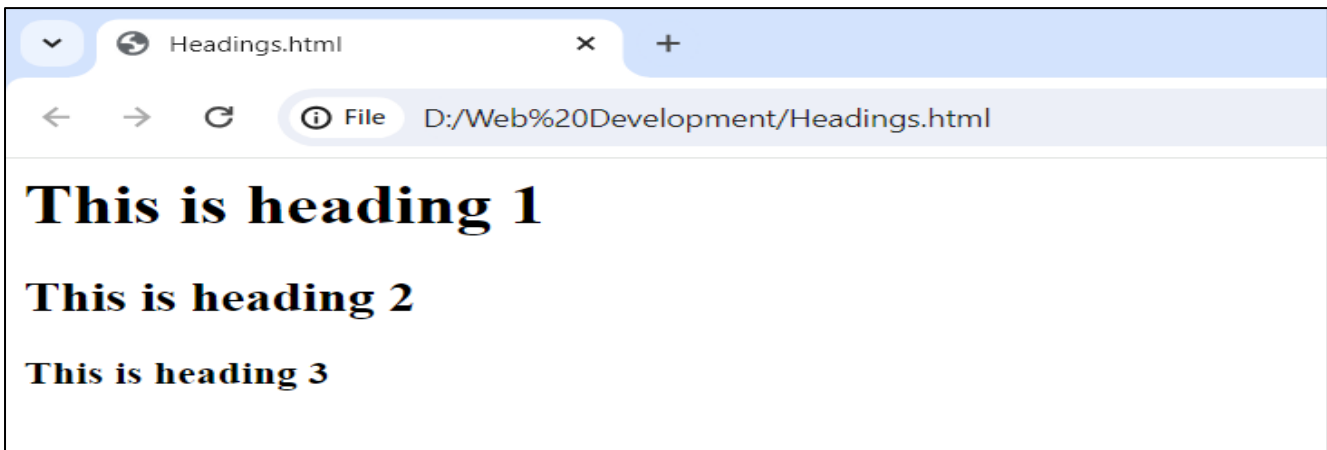 Headings.html
File D:/Web%20Development/Headings.html
This is heading 1
This is heading 2
This is heading 3